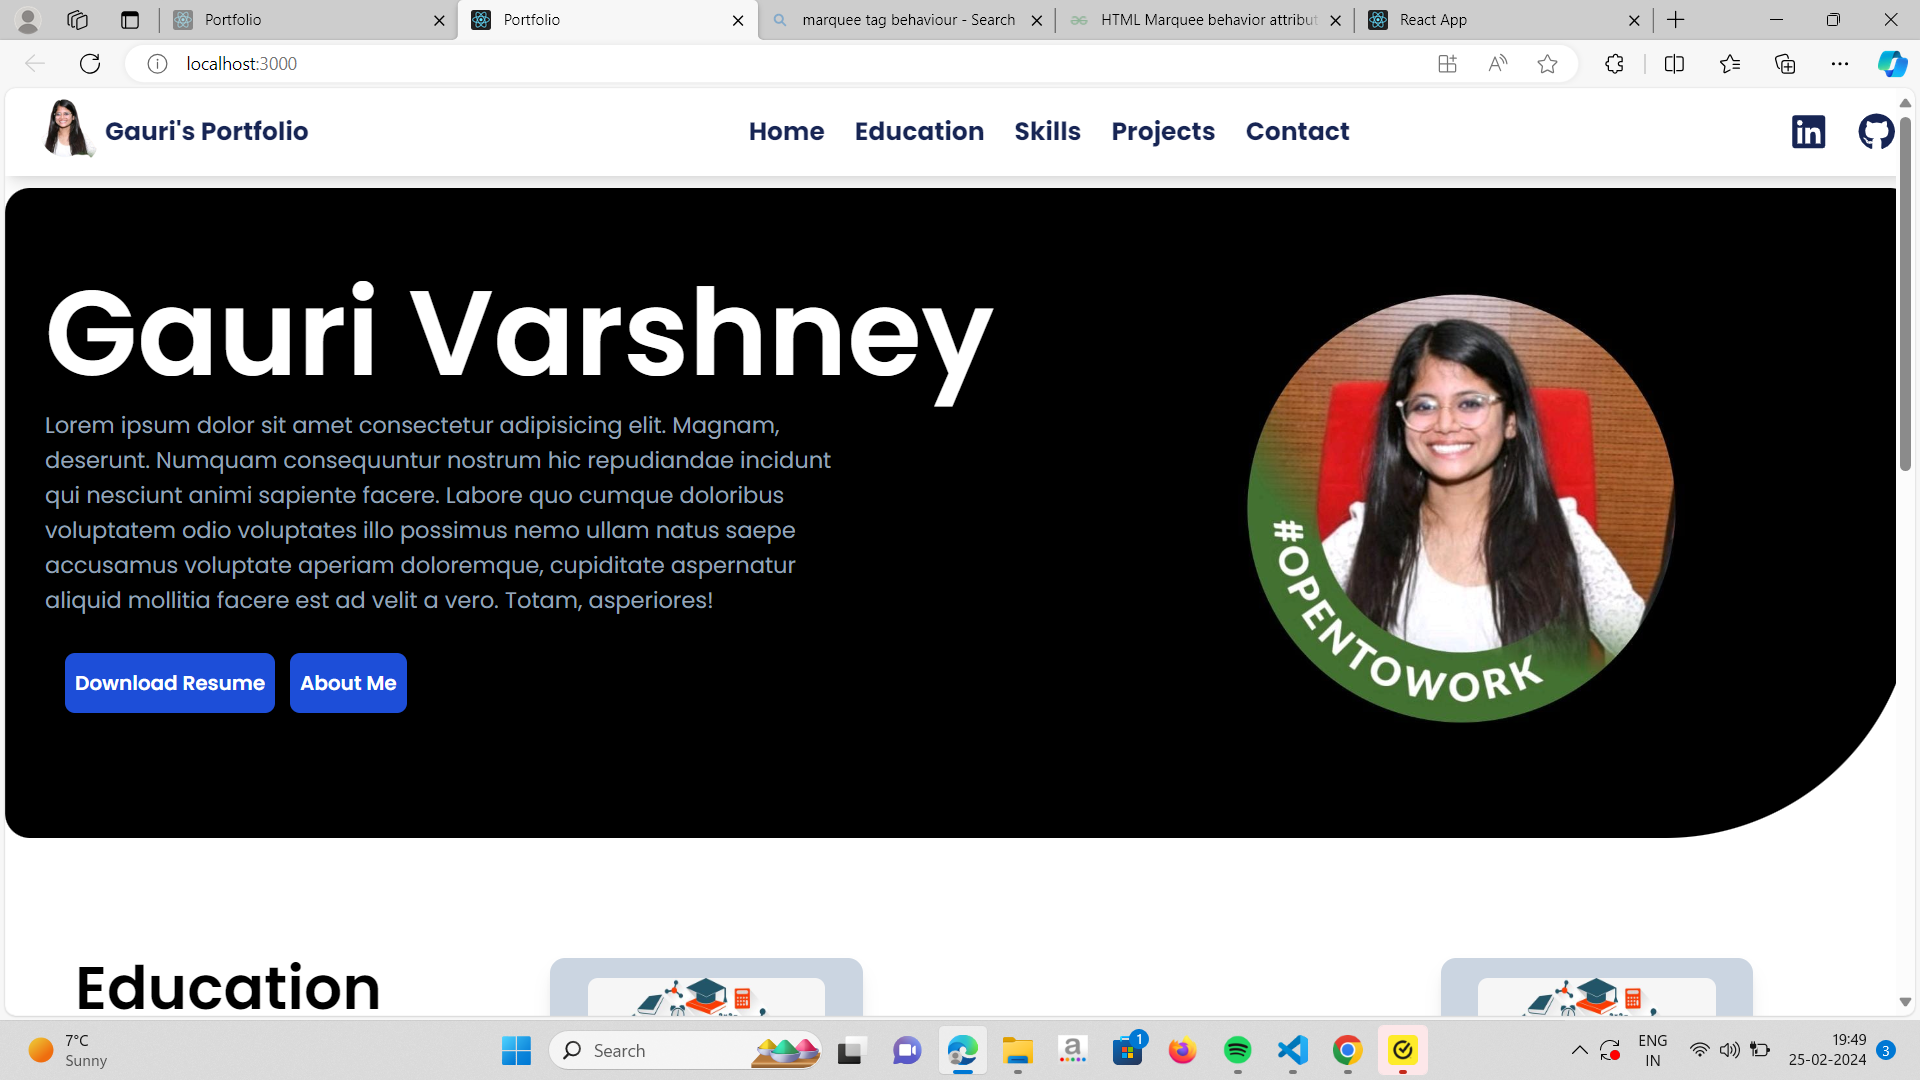 Portfolio
Portfolio
marquee tag behaviour - Search
HTML Marquee behavior attribut
React App
localhost:3000
Gauri's Portfolio
Home Education Skills Projects Contact
in
Gauri Varshney
Lorem ipsum dolor sit amet consectetur adipisicing elit. Magnam,
deserunt. Numquam consequuntur nostrum hic repudiandae incidunt
qui nesciunt animi sapiente facere. Labore quo cumque doloribus
voluptatem odio voluptates illo possimus nemo ullam natus saepe
accusamus voluptate aperiam doloremque, cupiditate aspernatur
aliquid mollitia facere est ad velit a vero. Totam, asperiores!
#OPENTOWORK
Download Resume
About Me
Education
7°C
Sunny
Search
a
1
ENG
IN
19:49
25-02-2024
3